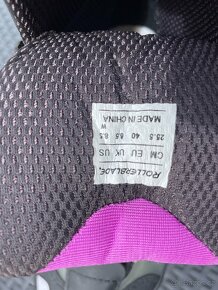 ROLLERBLADE.
CM EU UK US
25.5 40 6.5 8.5
MADE IN CHINA
W